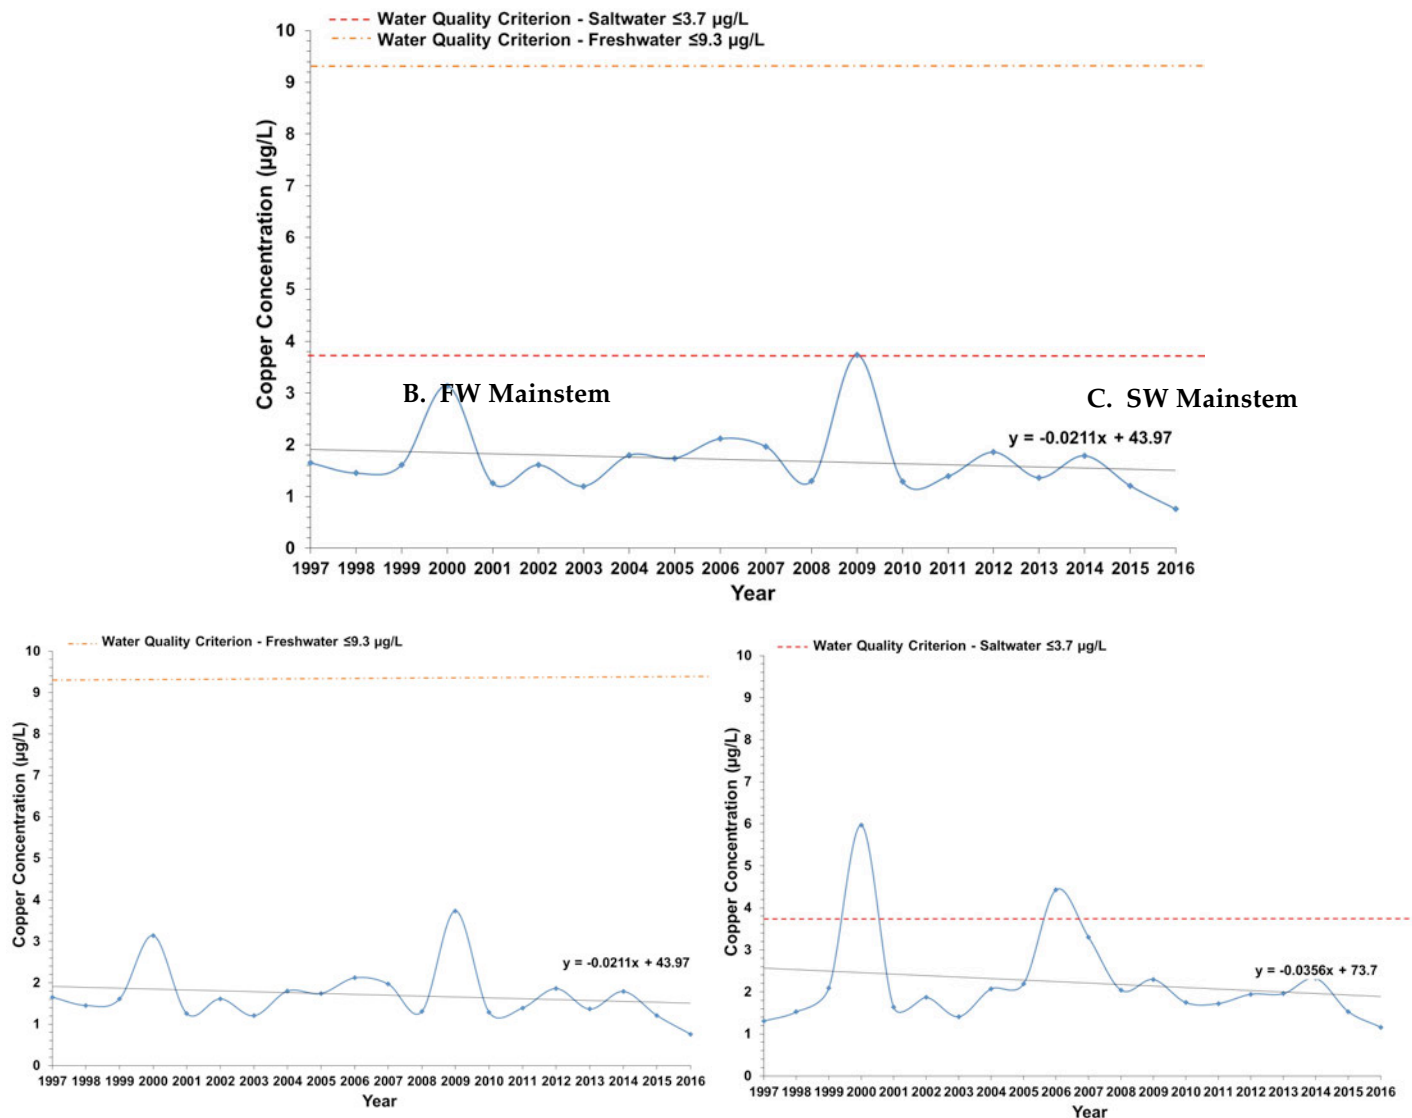 Water Quality Criterion - Saltwater ≤3.7 µg/L
Water Quality Criterion - Freshwater ≤9.3 µg/L
Copper Concentration (µg/L)
10
9
8
7
6
5
4
3
2
1
0
B. FW Mainstem
C. SW Mainstem
y = -0.0211x + 43.97
1997 1998 1999 2000 2001 2002 2003 2004 2005 2006 2007 2008 2009 2010 2011 2012 2013 2014 2015 2016
Year
Water Quality Criterion - Freshwater ≤9.3 µg/L
Copper Concentration (µg/L)
10
9
8
7
6
5
4
3
2
1
0
y = -0.0211x + 43.97
1997 1998 1999 2000 2001 2002 2003 2004 2005 2006 2007 2008 2009 2010 2011 2012 2013 2014 2015 2016
Year
Water Quality Criterion - Saltwater ≤3.7 µg/L
Copper Concentration (µg/L)
10
9
8
7
6
5
4
3
2
1
0
y = -0.0356x + 73.7
1997 1998 1999 2000 2001 2002 2003 2004 2005 2006 2007 2008 2009 2010 2011 2012 2013 2014 2015 2016
Year